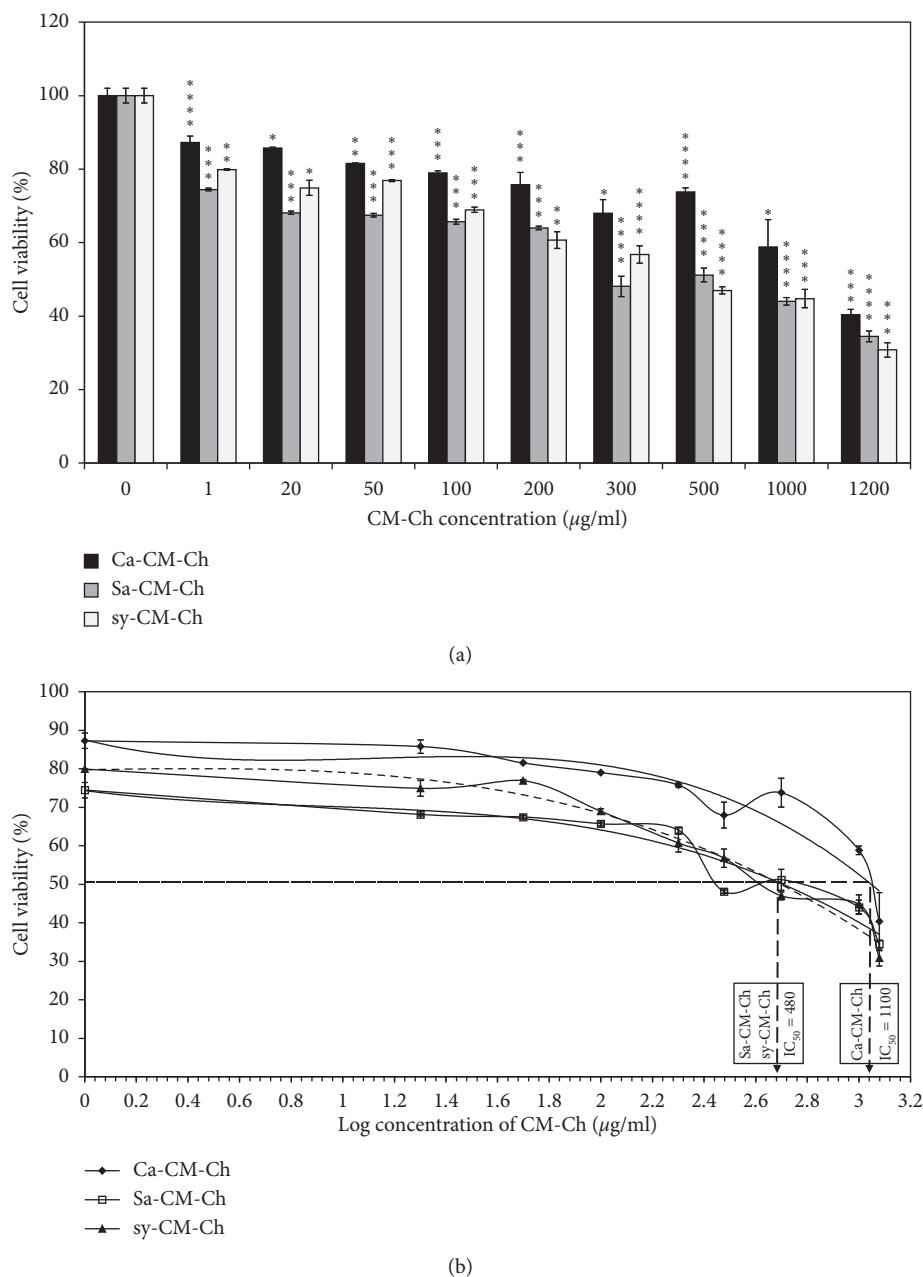 120
100
80
60
40
20
0
Cell viability (%)
**** *** ** * *** * ** *** *** *** *** *** *** ** * **** **** *** **** **** * **** *** *** **** ***
0 1 20 50 100 200 300 500 1000 1200
CM-Ch concentration (μg/ml)
Ca-CM-Ch
Sa-CM-Ch
sy-CM-Ch
(a)
100
90
80
70
60
50
40
30
20
10
0
Cell viability (%)
Sa-CM-Ch
sy-CM-Ch
IC50 = 480
Ca-CM-Ch
IC50 = 1100
0 0.2 0.4 0.6 0.8 1 1.2 1.4 1.6 1.8 2 2.2 2.4 2.6 2.8 3 3.2
Log concentration of CM-Ch (μg/ml)
Ca-CM-Ch
Sa-CM-Ch
sy-CM-Ch
(b)